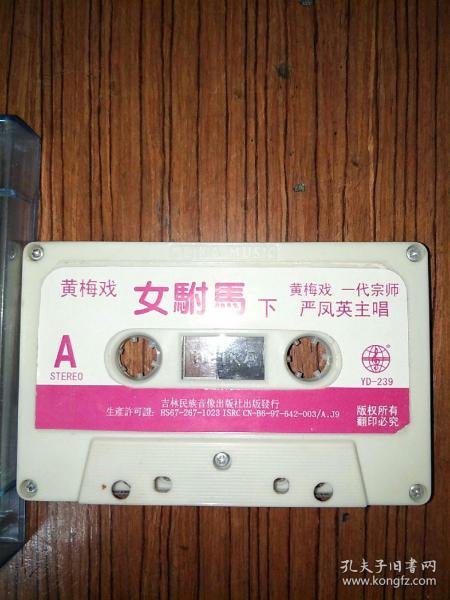 黄梅戏
女駙馬 下
黄梅戏 一代宗师
严凤英主唱
A
STEREO
YD-239
吉林民族音像出版社出版發行
生產許可證: BS67-267-1023 ISRC CN-B6-97-642-003/A.J9
版权所有
翻印必究
孔夫子旧书网
www.kongfz.com